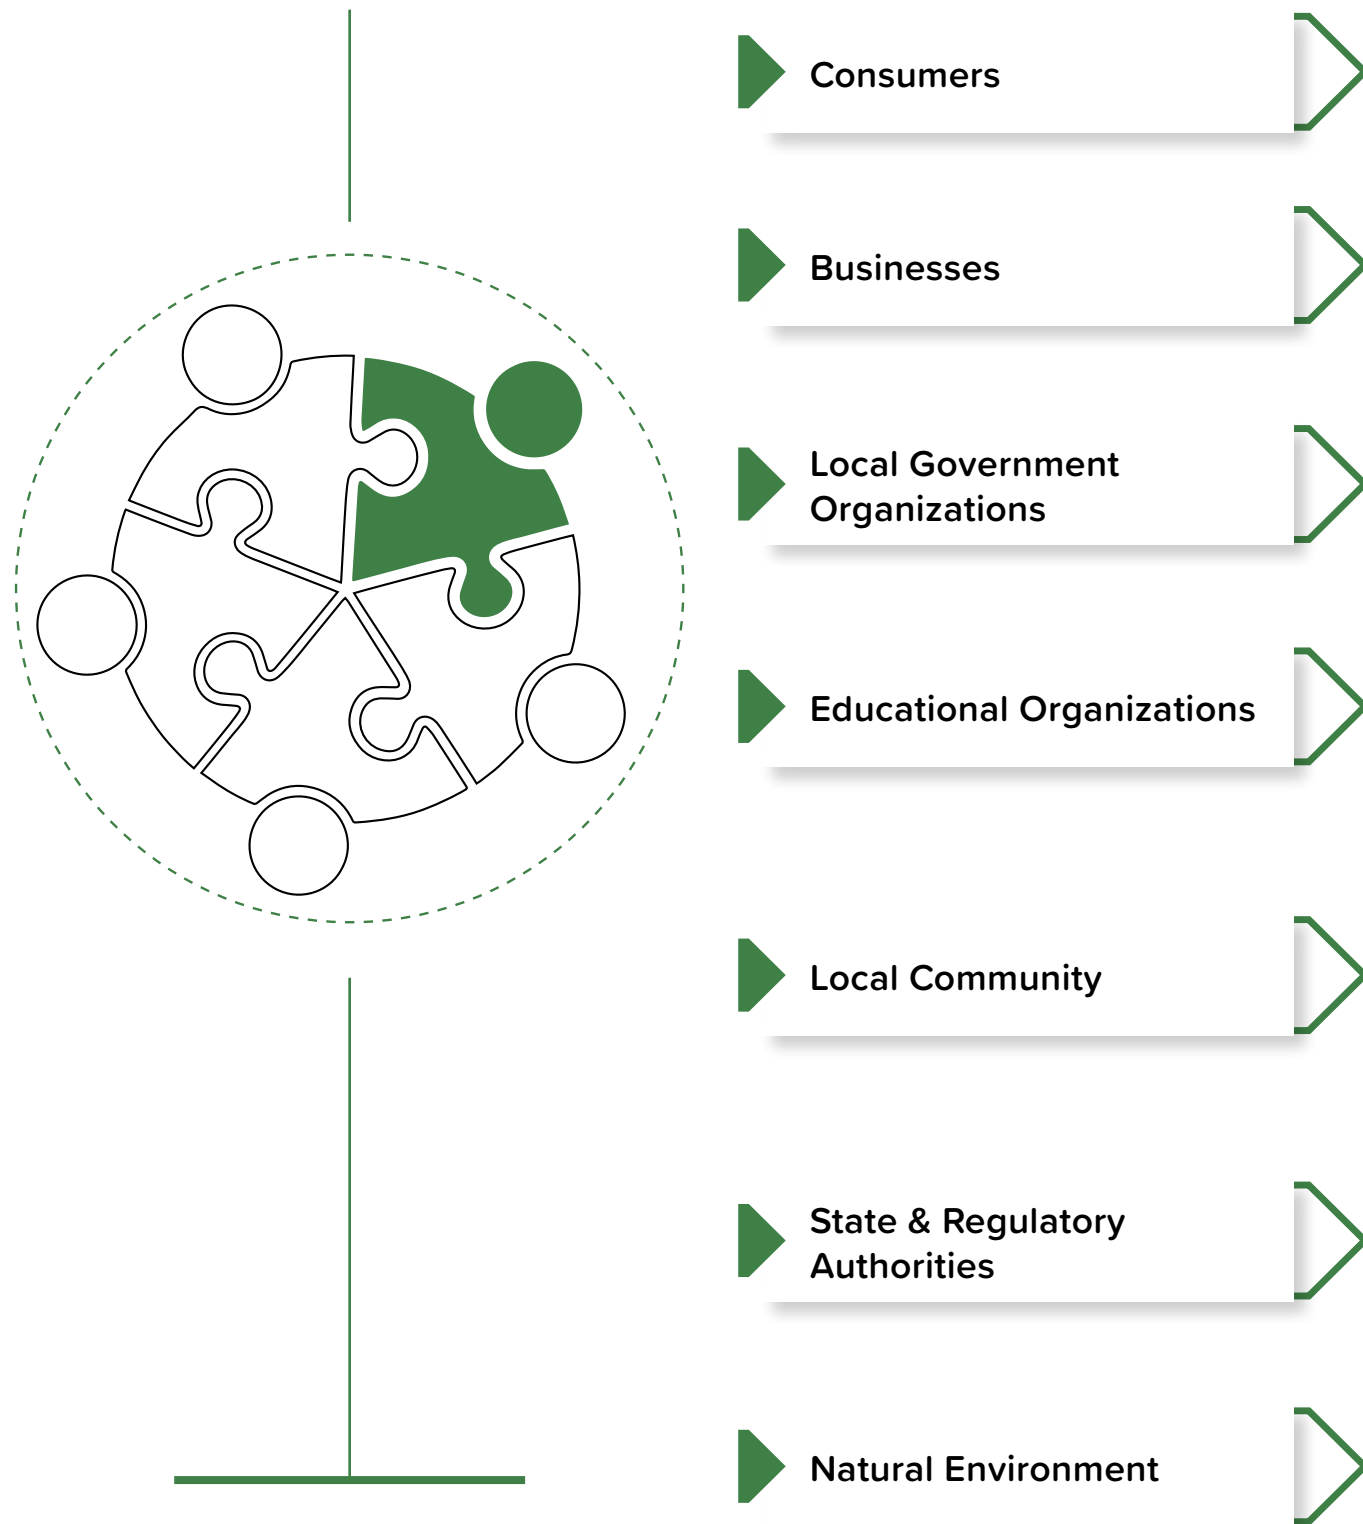 Consumers
Businesses
Local Government
Organizations
Educational Organizations
Local Community
State & Regulatory
Authorities
Natural Environment